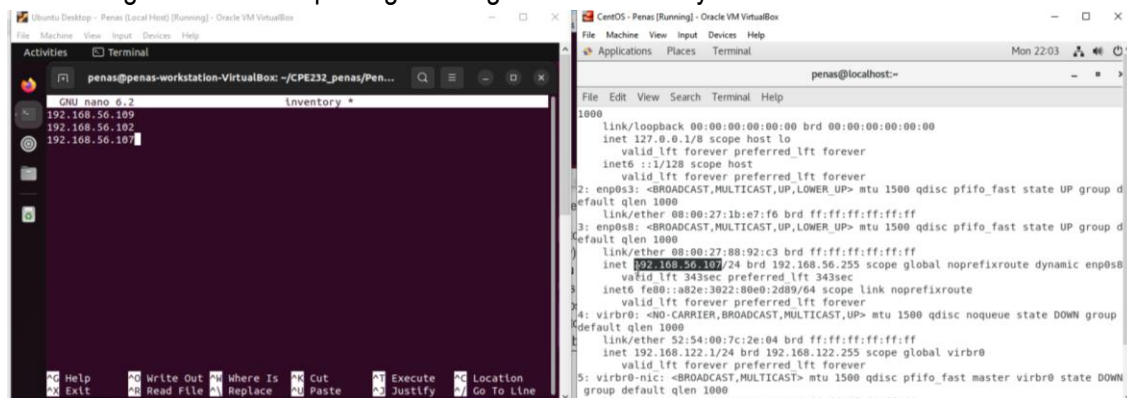 Ubuntu Desktop - Penas (Local Host) [Running] - Oracle VM VirtualBox
File Machine View Input Devices Help
Activities Terminal
penas@penas-workstation-VirtualBox: ~/CPE232_penas/Pen...
GNU nano 6.2 inventory *
192.168.56.109
192.168.56.102
192.168.56.107
^G Help ^O Write Out ^W Where Is ^K Cut ^T Execute ^C Location
^X Exit ^R Read File ^\ Replace ^U Paste ^J Justify ^/ Go To Line
CentOS - Penas [Running] - Oracle VM VirtualBox
File Machine View Input Devices Help
Applications Places Terminal Mon 22:03
penas@localhost:~
File Edit View Search Terminal Help
1000
link/loopback 00:00:00:00:00:00 brd 00:00:00:00:00:00
inet 127.0.0.1/8 scope host lo
valid_lft forever preferred_lft forever
inet6 ::1/128 scope host
valid_lft forever preferred_lft forever
2: enp0s3: <BROADCAST,MULTICAST,UP,LOWER_UP> mtu 1500 qdisc pfifo_fast state UP group d
efault qlen 1000
link/ether 08:00:27:1b:e7:f6 brd ff:ff:ff:ff:ff:ff
3: enp0s8: <BROADCAST,MULTICAST,UP,LOWER_UP> mtu 1500 qdisc pfifo_fast state UP group d
efault qlen 1000
link/ether 08:00:27:88:92:c3 brd ff:ff:ff:ff:ff:ff
inet 192.168.56.107/24 brd 192.168.56.255 scope global noprefixroute dynamic enp0s8
valid_lft 343sec preferred_lft 343sec
inet6 fe80::a82e:3022:80e0:2d89/64 scope link noprefixroute
valid_lft forever preferred_lft forever
4: virbr0: <NO-CARRIER,BROADCAST,MULTICAST,UP> mtu 1500 qdisc noqueue state DOWN group
default qlen 1000
link/ether 52:54:00:7c:2e:04 brd ff:ff:ff:ff:ff:ff
inet 192.168.122.1/24 brd 192.168.122.255 scope global virbr0
valid_lft forever preferred_lft forever
5: virbr0-nic: <BROADCAST,MULTICAST> mtu 1500 qdisc pfifo_fast master virbr0 state DOWN
group default qlen 1000